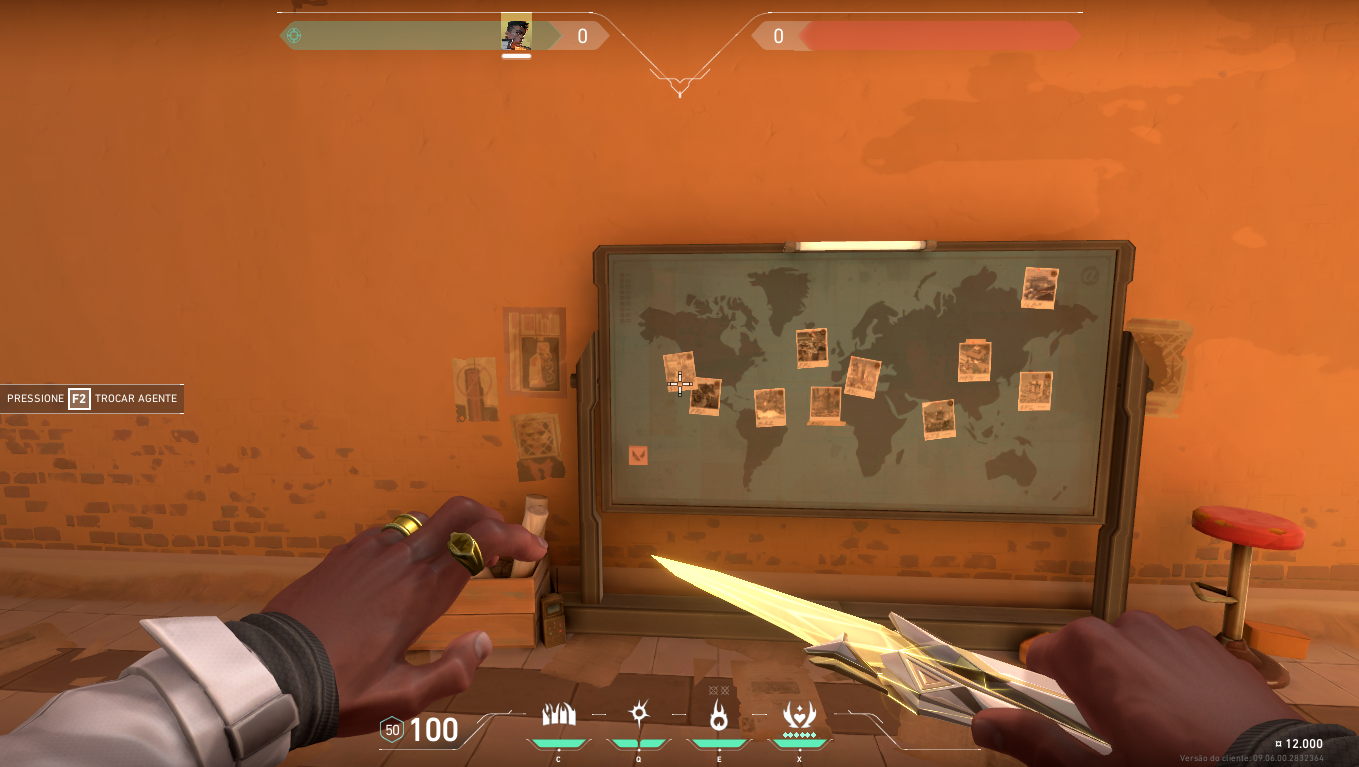 0
0
PRESSIONE F2 TROCAR AGENTE
50 100
C Q E X
¤ 12.000
Versão do cliente: 09.06.00.2832364